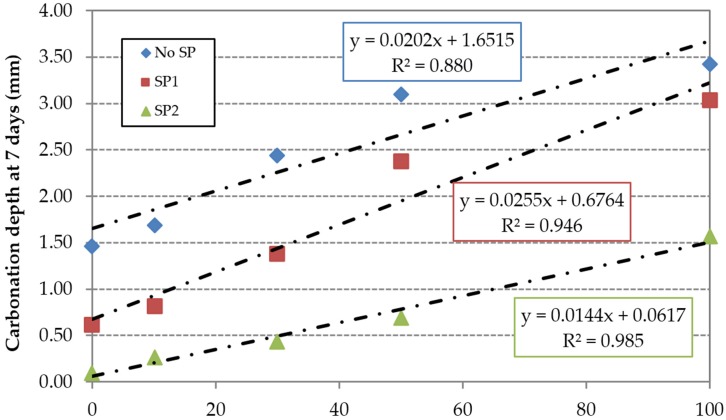 4.00
3.50
3.00
2.50
2.00
1.50
1.00
0.50
0.00
Carbonation depth at 7 days (mm)
No SP
SP1
SP2
y = 0.0202x + 1.6515
R² = 0.880
y = 0.0255x + 0.6764
R² = 0.946
y = 0.0144x + 0.0617
R² = 0.985
0 20 40 60 80 100